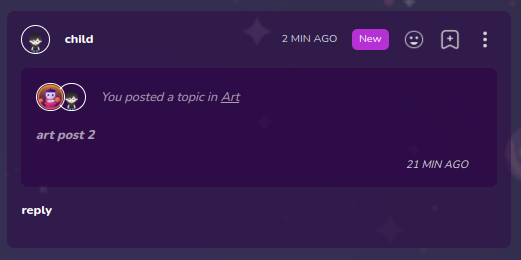 child 2 MIN AGO New
You posted a topic in Art
art post 2
21 MIN AGO
reply